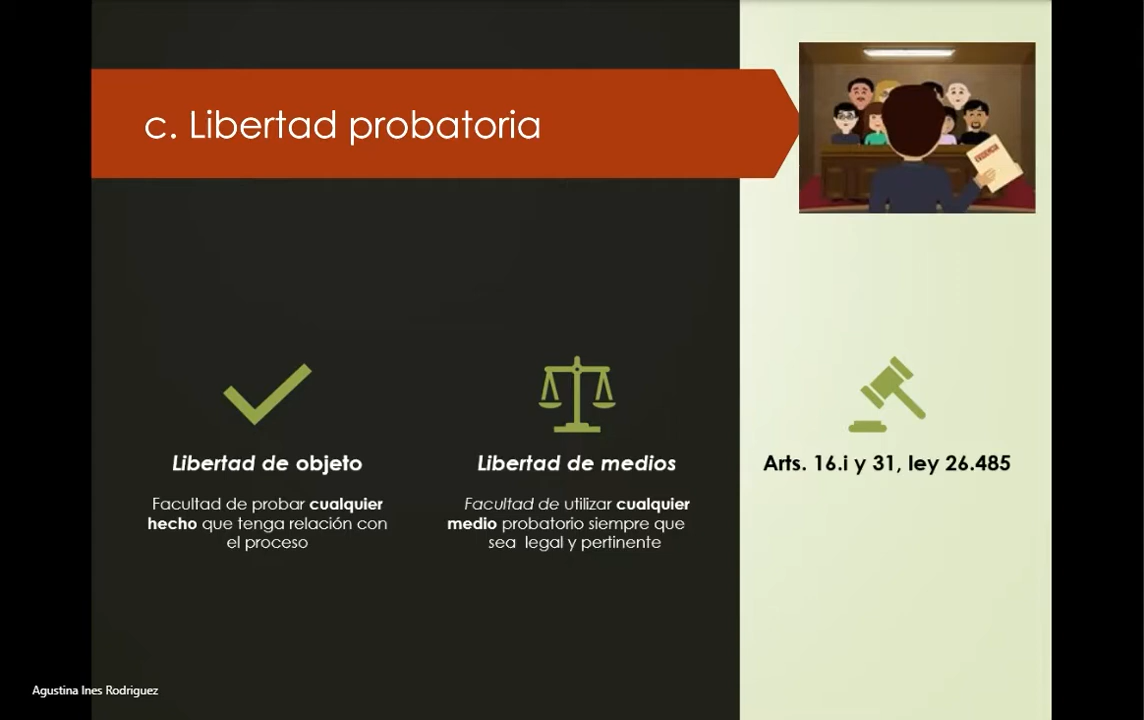 c. Libertad probatoria
EVIDENCIA
Libertad de objeto
Facultad de probar cualquier
hecho que tenga relación con
el proceso
Libertad de medios
Facultad de utilizar cualquier
medio probatorio siempre que
sea legal y pertinente
Arts. 16.i y 31, ley 26.485
Agustina Ines Rodriguez